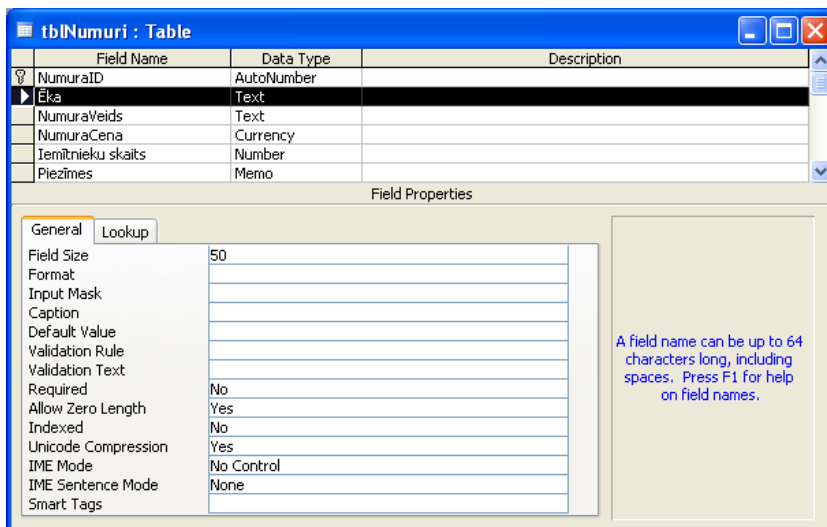 tblNumuri : Table
Field Name Data Type Description
NumuraID AutoNumber
Ēka Text
NumuraVeids Text
NumuraCena Currency
Iemītnieku skaits Number
Piezīmes Memo
Field Properties
General Lookup
Field Size 50
Format
Input Mask
Caption
Default Value
Validation Rule
Validation Text
Required No
Allow Zero Length Yes
Indexed No
Unicode Compression Yes
IME Mode No Control
IME Sentence Mode None
Smart Tags
A field name can be up to 64
characters long, including
spaces. Press F1 for help
on field names.